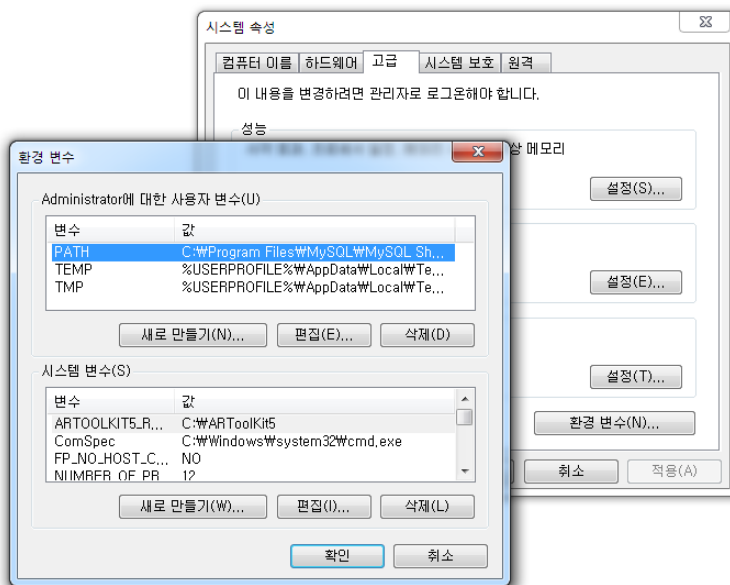 시스템 속성
컴퓨터 이름 하드웨어 고급 시스템 보호 원격
이 내용을 변경하려면 관리자로 로그온해야 합니다.
성능
상 메모리
설정(S)...
설정(E)...
설정(T)...
환경 변수(N)...
취소 적용(A)
환경 변수
Administrator에 대한 사용자 변수(U)
변수 값
PATH C:₩Program Files₩MySQL₩MySQL Sh...
TEMP %USERPROFILE%₩AppData₩Local₩Te...
TMP %USERPROFILE%₩AppData₩Local₩Te...
새로 만들기(N)... 편집(E)... 삭제(D)
시스템 변수(S)
변수 값
ARTOOLKIT5_R... C:₩ARToolKit5
ComSpec C:₩Windows₩system32₩cmd.exe
FP_NO_HOST_C... NO
NUMBER_OF_PR... 12
새로 만들기(W)... 편집(I)... 삭제(L)
확인 취소